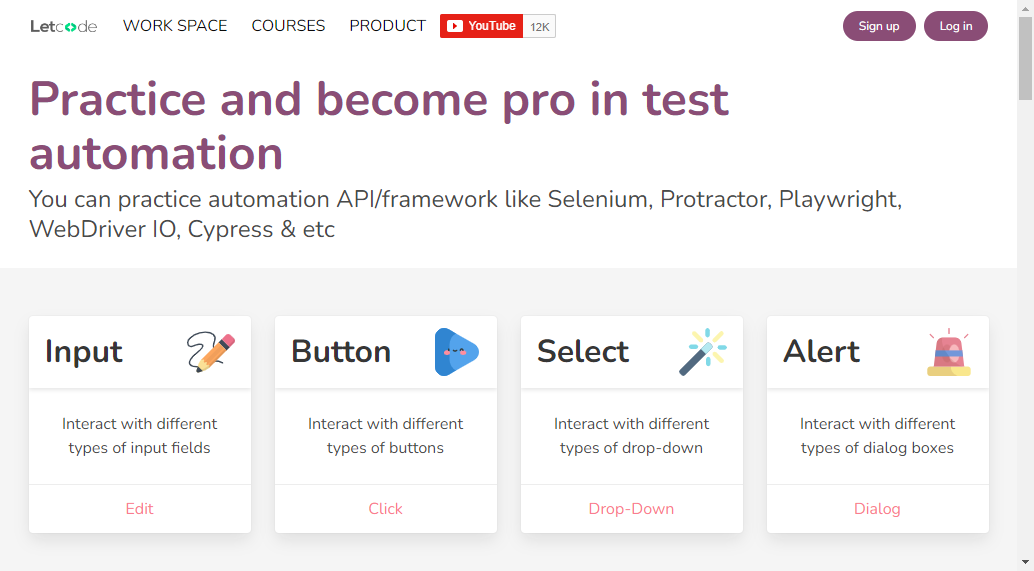 Letcode WORK SPACE COURSES PRODUCT YouTube 12K Sign up Log in
Practice and become pro in test
automation
You can practice automation API/framework like Selenium, Protractor, Playwright,
WebDriver IO, Cypress & etc
Input Button Select Alert
Interact with different Interact with different Interact with different Interact with different
types of input fields types of buttons types of drop-down types of dialog boxes
Edit Click Drop-Down Dialog